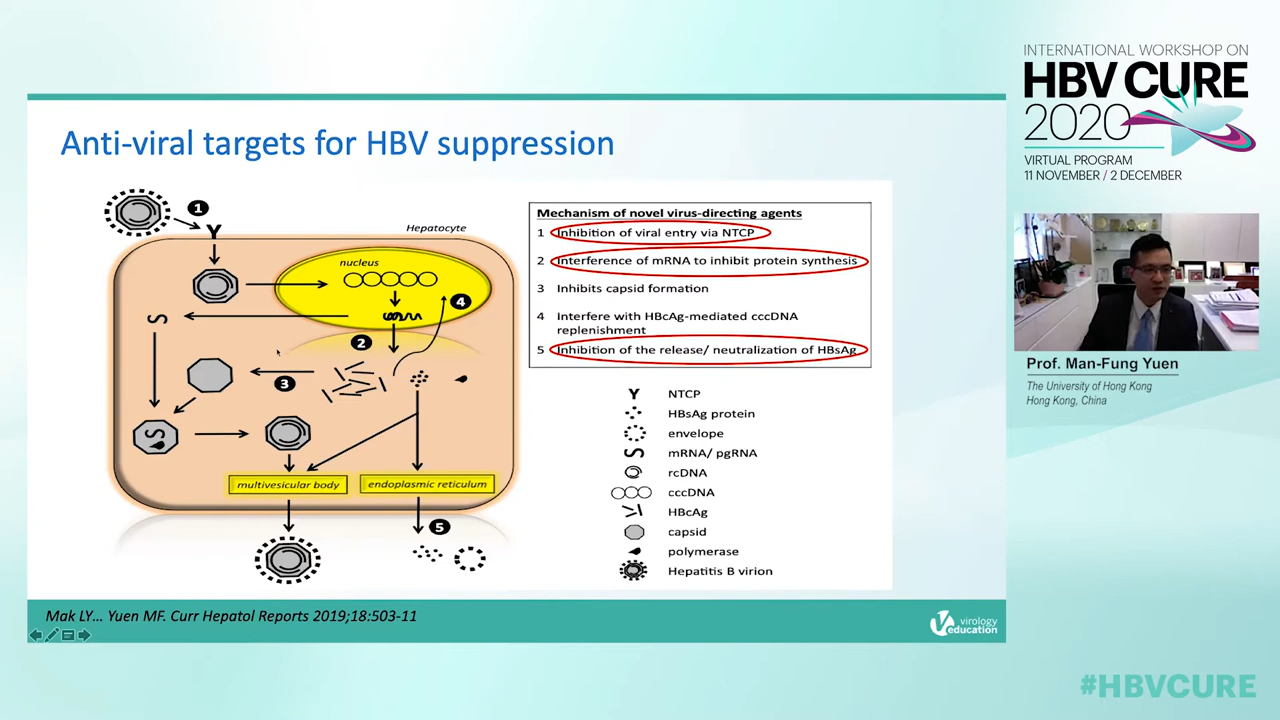 INTERNATIONAL WORKSHOP ON
HBV CURE
2020
VIRTUAL PROGRAM
11 NOVEMBER / 2 DECEMBER
Anti-viral targets for HBV suppression
1
Hepatocyte
nucleus
4
2
3
multivesicular body
endoplasmic reticulum
5
Mechanism of novel virus-directing agents
1 Inhibition of viral entry via NTCP
2 Interference of mRNA to inhibit protein synthesis
3 Inhibits capsid formation
4 Interfere with HBcAg-mediated cccDNA
replenishment
5 Inhibition of the release/ neutralization of HBsAg
NTCP
HBsAg protein
envelope
mRNA/ pgRNA
rcDNA
cccDNA
HBcAg
capsid
polymerase
Hepatitis B virion
Prof. Man-Fung Yuen
The University of Hong Kong
Hong Kong, China
Mak LY... Yuen MF. Curr Hepatol Reports 2019;18:503-11
virology
education
#HBVCURE